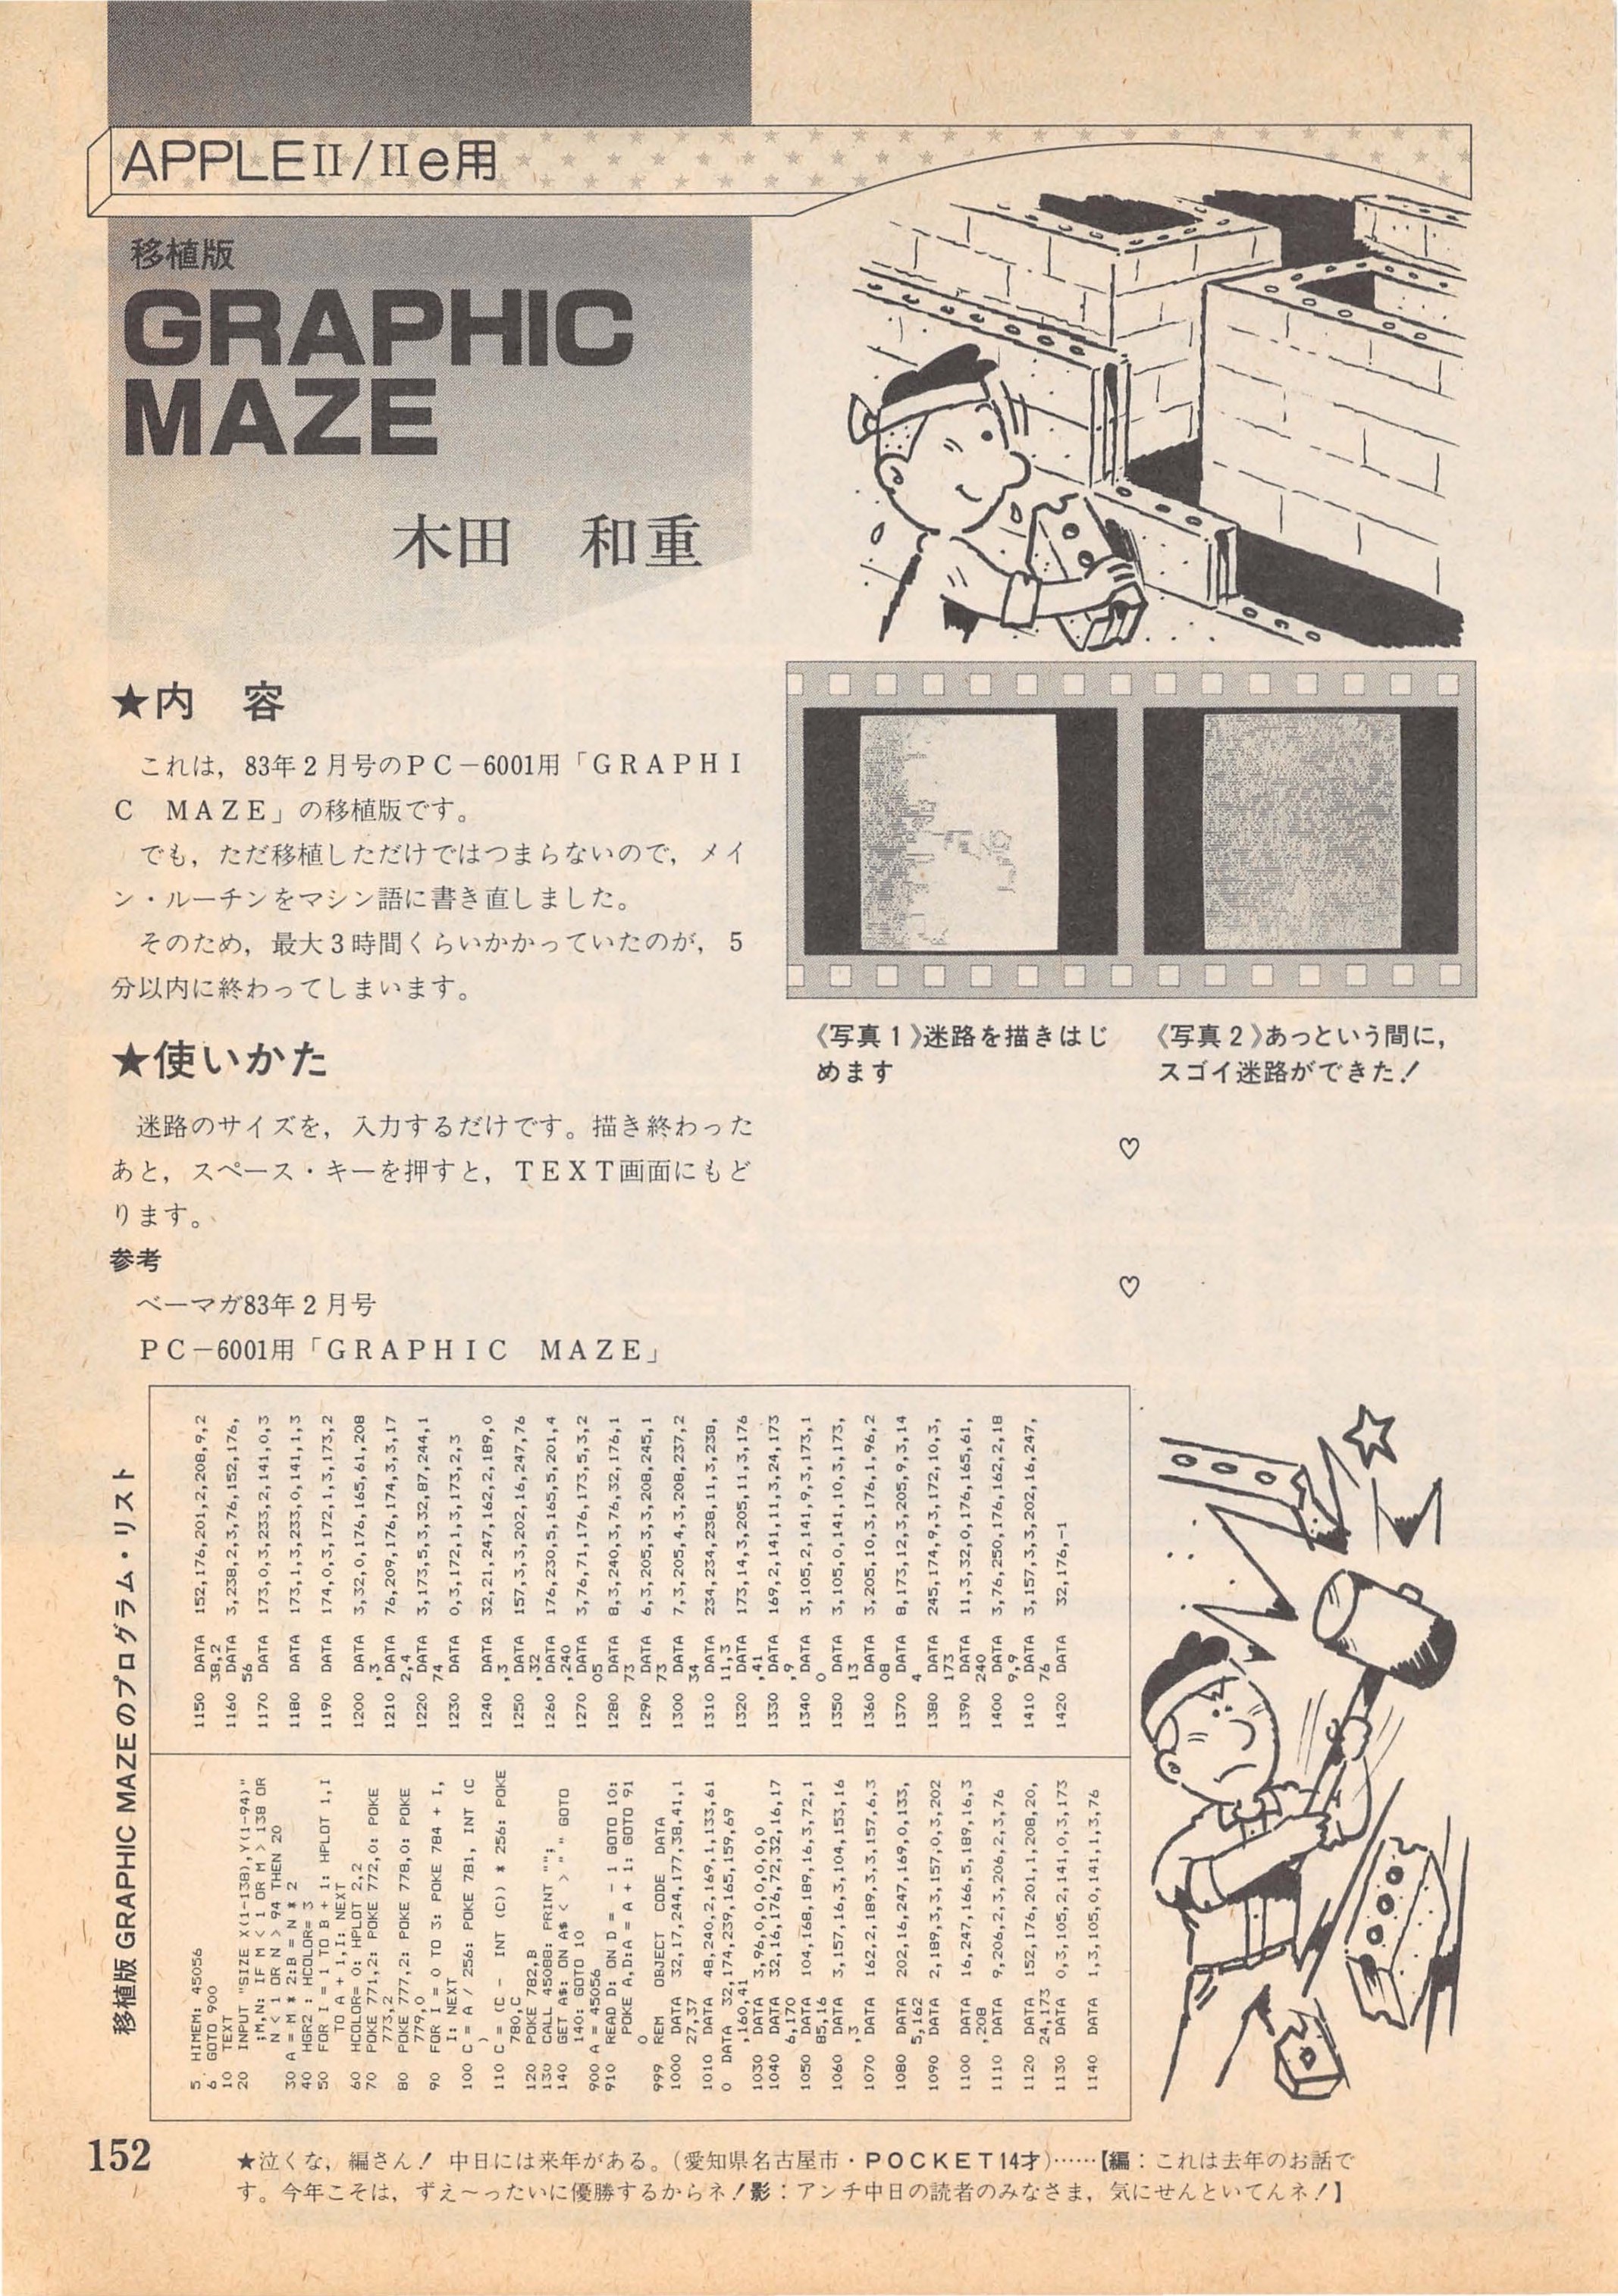 APPLEII/IIe用
移植版
GRAPHIC
MAZE
木田 和重
★内 容
これは，83年2月号のPC－6001用「GRAPHI
C MAZE」の移植版です。
でも，ただ移植しただけではつまらないので，メイ
ン・ルーチンをマシン語に書き直しました。
そのため，最大3時間くらいかかっていたのが，5
分以内に終わってしまいます。
★使いかた
迷路のサイズを，入力するだけです。描き終わった
あと，スペース・キーを押すと，TEXT画面にもど
ります。
参考
ベーマガ83年2月号
PC－6001用「GRAPHIC MAZE」
《写真1》迷路を描きはじ
めます
《写真2》あっという間に，
スゴイ迷路ができた！
♡
♡
移植版 GRAPHIC MAZEのプログラム・リスト
5 HIMEM: 45056
6 GOTO 900
10 TEXT
20 INPUT "SIZE X(1-138),Y(1-94)"
;M,N: IF M < 1 OR M > 138 OR
N < 1 OR N > 94 THEN 20
30 A = M * 2:B = N * 2
40 HGR2 : HCOLOR= 3
50 FOR I = 1 TO B + 1: HPLOT 1,I
TO A + 1,I: NEXT
60 HCOLOR= 0: HPLOT 2,2
70 POKE 771,2: POKE 772,0: POKE
773,2
80 POKE 777,2: POKE 778,0: POKE
779,0
90 FOR I = 0 TO 3: POKE 784 + I,
I: NEXT
100 C = A / 256: POKE 781, INT (C
)
110 C = (C - INT (C)) * 256: POKE
780,C
120 POKE 782,B
130 CALL 45088: PRINT "";
140 GET A$: ON A$ < > " " GOTO
140: GOTO 10
900 A = 45056
910 READ D: ON D = - 1 GOTO 10:
POKE A,D:A = A + 1: GOTO 91
0
999 REM OBJECT CODE DATA
1000 DATA 32,17,244,177,38,41,1
27,37
1010 DATA 48,240,2,169,1,133,61
0 DATA 32,174,239,165,159,69
,160,41
1030 DATA 3,96,0,0,0,0,0,0
1040 DATA 32,16,176,72,32,16,17
6,170
1050 DATA 104,168,189,16,3,72,1
85,16
1060 DATA 3,157,16,3,104,153,16
,3
1070 DATA 162,2,189,3,3,157,6,3
1080 DATA 202,16,247,169,0,133,
5,162
1090 DATA 2,189,3,3,157,0,3,202
1100 DATA 16,247,166,5,189,16,3
,208
1110 DATA 9,206,2,3,206,2,3,76
1120 DATA 152,176,201,1,208,20,
24,173
1130 DATA 0,3,105,2,141,0,3,173
1140 DATA 1,3,105,0,141,1,3,76
1150 DATA 152,176,201,2,208,9,2
38,2
1160 DATA 3,238,2,3,76,152,176,
56
1170 DATA 173,0,3,233,2,141,0,3
1180 DATA 173,1,3,233,0,141,1,3
1190 DATA 174,0,3,172,1,3,173,2
1200 DATA 3,32,0,176,165,61,208
,3
1210 DATA 76,209,176,174,3,3,17
2,4
1220 DATA 3,173,5,3,32,87,244,1
74
1230 DATA 0,3,172,1,3,173,2,3
1240 DATA 32,21,247,162,2,189,0
,3
1250 DATA 157,3,3,202,16,247,76
,32
1260 DATA 176,230,5,165,5,201,4
,240
1270 DATA 3,76,71,176,173,5,3,2
05
1280 DATA 8,3,240,3,76,32,176,1
73
1290 DATA 6,3,205,3,3,208,245,1
73
1300 DATA 7,3,205,4,3,208,237,2
34
1310 DATA 234,234,238,11,3,238,
11,3
1320 DATA 173,14,3,205,11,3,176
,41
1330 DATA 169,2,141,11,3,24,173
,9
1340 DATA 3,105,2,141,9,3,173,1
0
1350 DATA 3,105,0,141,10,3,173,
13
1360 DATA 3,205,10,3,176,1,96,2
08
1370 DATA 8,173,12,3,205,9,3,14
4
1380 DATA 245,174,9,3,172,10,3,
173
1390 DATA 11,3,32,0,176,165,61,
240
1400 DATA 3,76,250,176,162,2,18
9,9
1410 DATA 3,157,3,3,202,16,247,
76
1420 DATA 32,176,-1
152
★泣くな，編さん！ 中日には来年がある。（愛知県名古屋市・POCKET14才）……【編：これは去年のお話で
す。今年こそは，ずえ～ったいに優勝するからネ！影：アンチ中日の読者のみなさま，気にせんといてんネ！】